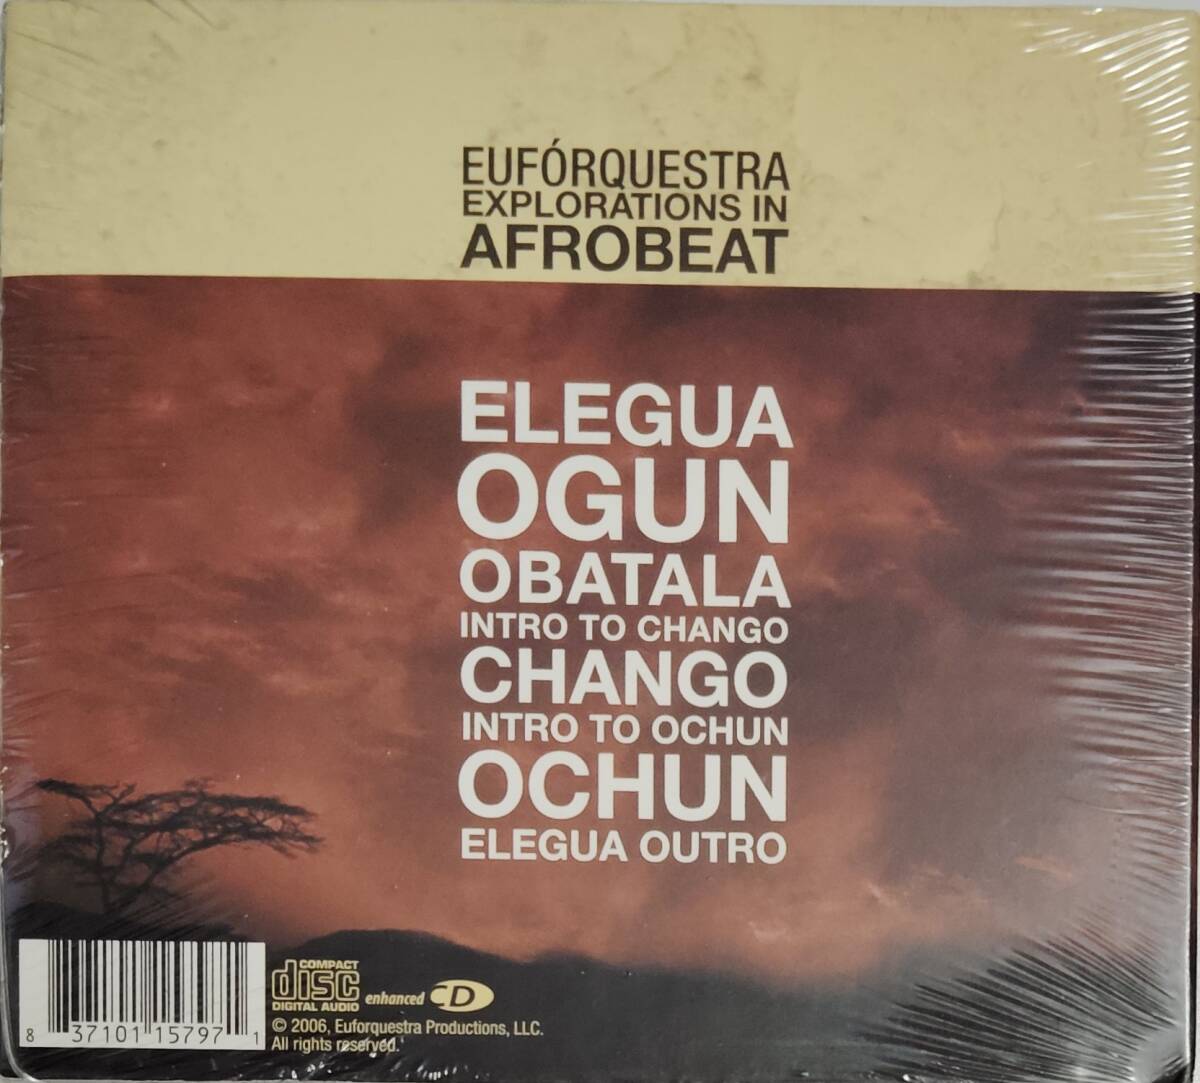 EUFÓRQUESTRA
EXPLORATIONS IN
AFROBEAT
ELEGUA
OGUN
OBATALA
INTRO TO CHANGO
CHANGO
INTRO TO OCHUN
OCHUN
ELEGUA OUTRO
COMPACT
disc
DIGITAL AUDIO
enhanced CD
8 37101 15797 1
© 2006, Euforquestra Productions, LLC.
All rights reserved.